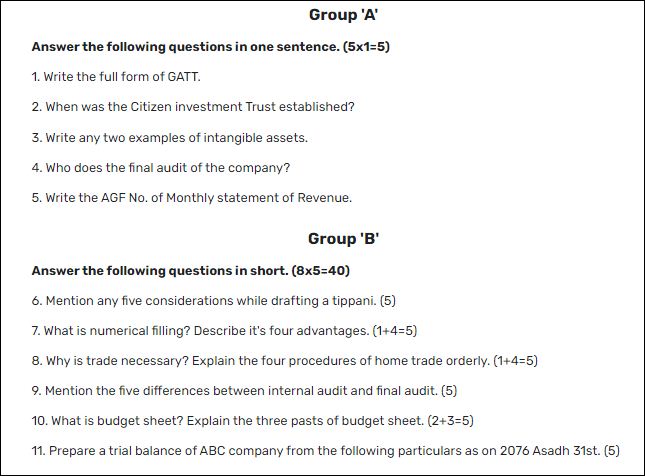 Group 'A'
Answer the following questions in one sentence. (5x1=5)
1. Write the full form of GATT.
2. When was the Citizen investment Trust established?
3. Write any two examples of intangible assets.
4. Who does the final audit of the company?
5. Write the AGF No. of Monthly statement of Revenue.
Group 'B'
Answer the following questions in short. (8x5=40)
6. Mention any five considerations while drafting a tippani. (5)
7. What is numerical filling? Describe it's four advantages. (1+4=5)
8. Why is trade necessary? Explain the four procedures of home trade orderly. (1+4=5)
9. Mention the five differences between internal audit and final audit. (5)
10. What is budget sheet? Explain the three pasts of budget sheet. (2+3=5)
11. Prepare a trial balance of ABC company from the following particulars as on 2076 Asadh 31st. (5)